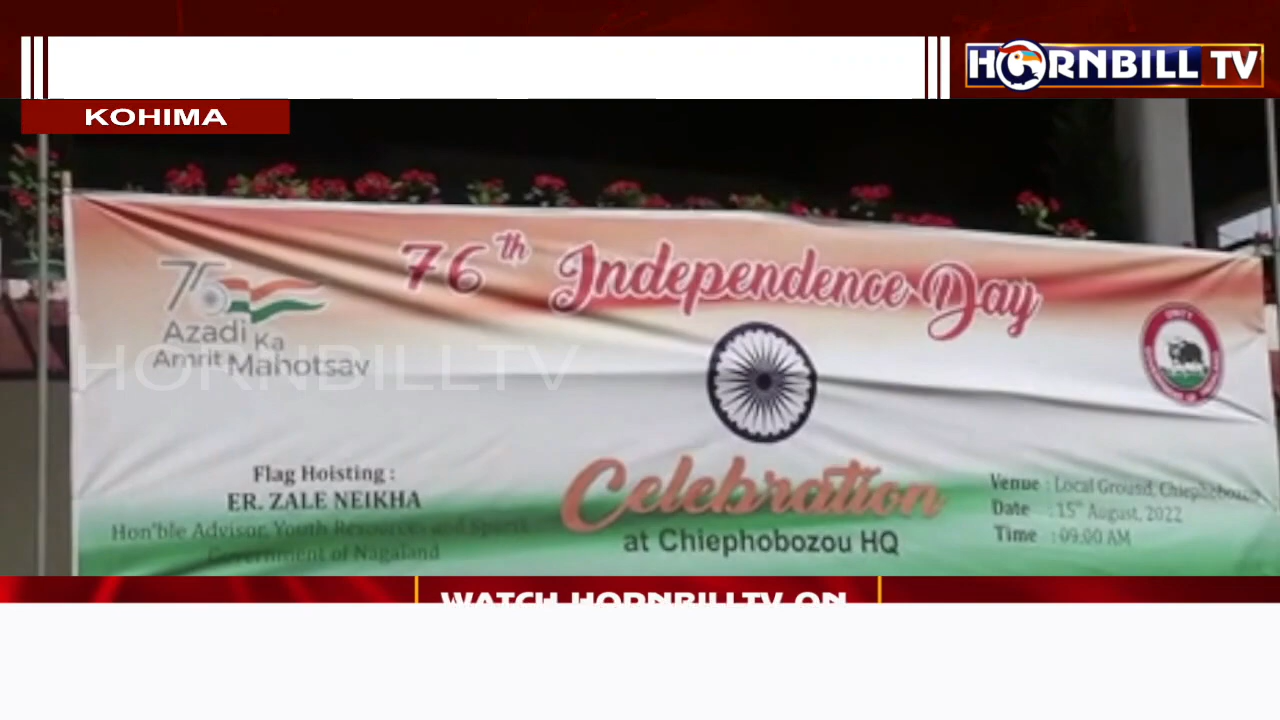 HORNBILL TV
KOHIMA
76th Independence Day
75
Azadi Ka
Amrit Mahotsav
HORNBILLTV
UNITY
Celebration
at Chiephobozou HQ
Flag Hoisting :
ER. ZALE NEIKHA
Hon'ble Advisor, Youth Resources and Sports
Government of Nagaland
Venue : Local Ground, Chiephobozou
Date : 15th August, 2022
Time : 09.00 AM
WATCH HORNBILLTV ON